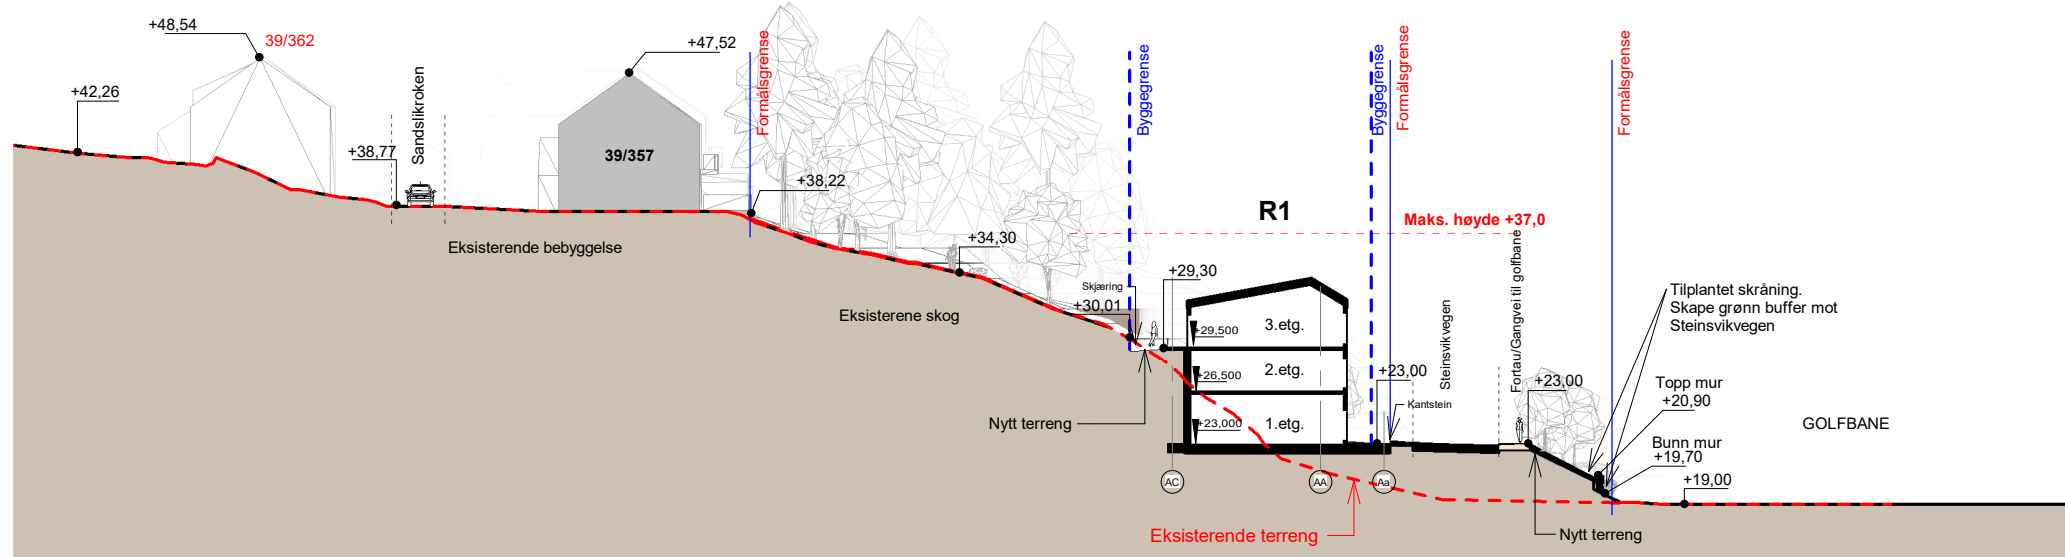 +48,54
39/362
+42,26
+38,77
Sandslikroken
39/357
+47,52
Formålsgrense
+38,22
Eksisterende bebyggelse
+34,30
Eksisterene skog
Byggegrense
Skjæring
+30,01
+29,30
Nytt terreng
R1
3.etg.
+29,500
2.etg.
+26,500
1.etg.
+23,000
AC
AA
Aa
Byggegrense
Formålsgrense
Maks. høyde +37,0
+23,00
Kantstein
Steinsvikvegen
Fortau/Gangvei til golfbane
+23,00
Eksisterende terreng
Nytt terreng
Formålsgrense
Tilplantet skråning.
Skape grønn buffer mot
Steinsvikvegen
Topp mur
+20,90
Bunn mur
+19,70
+19,00
GOLFBANE